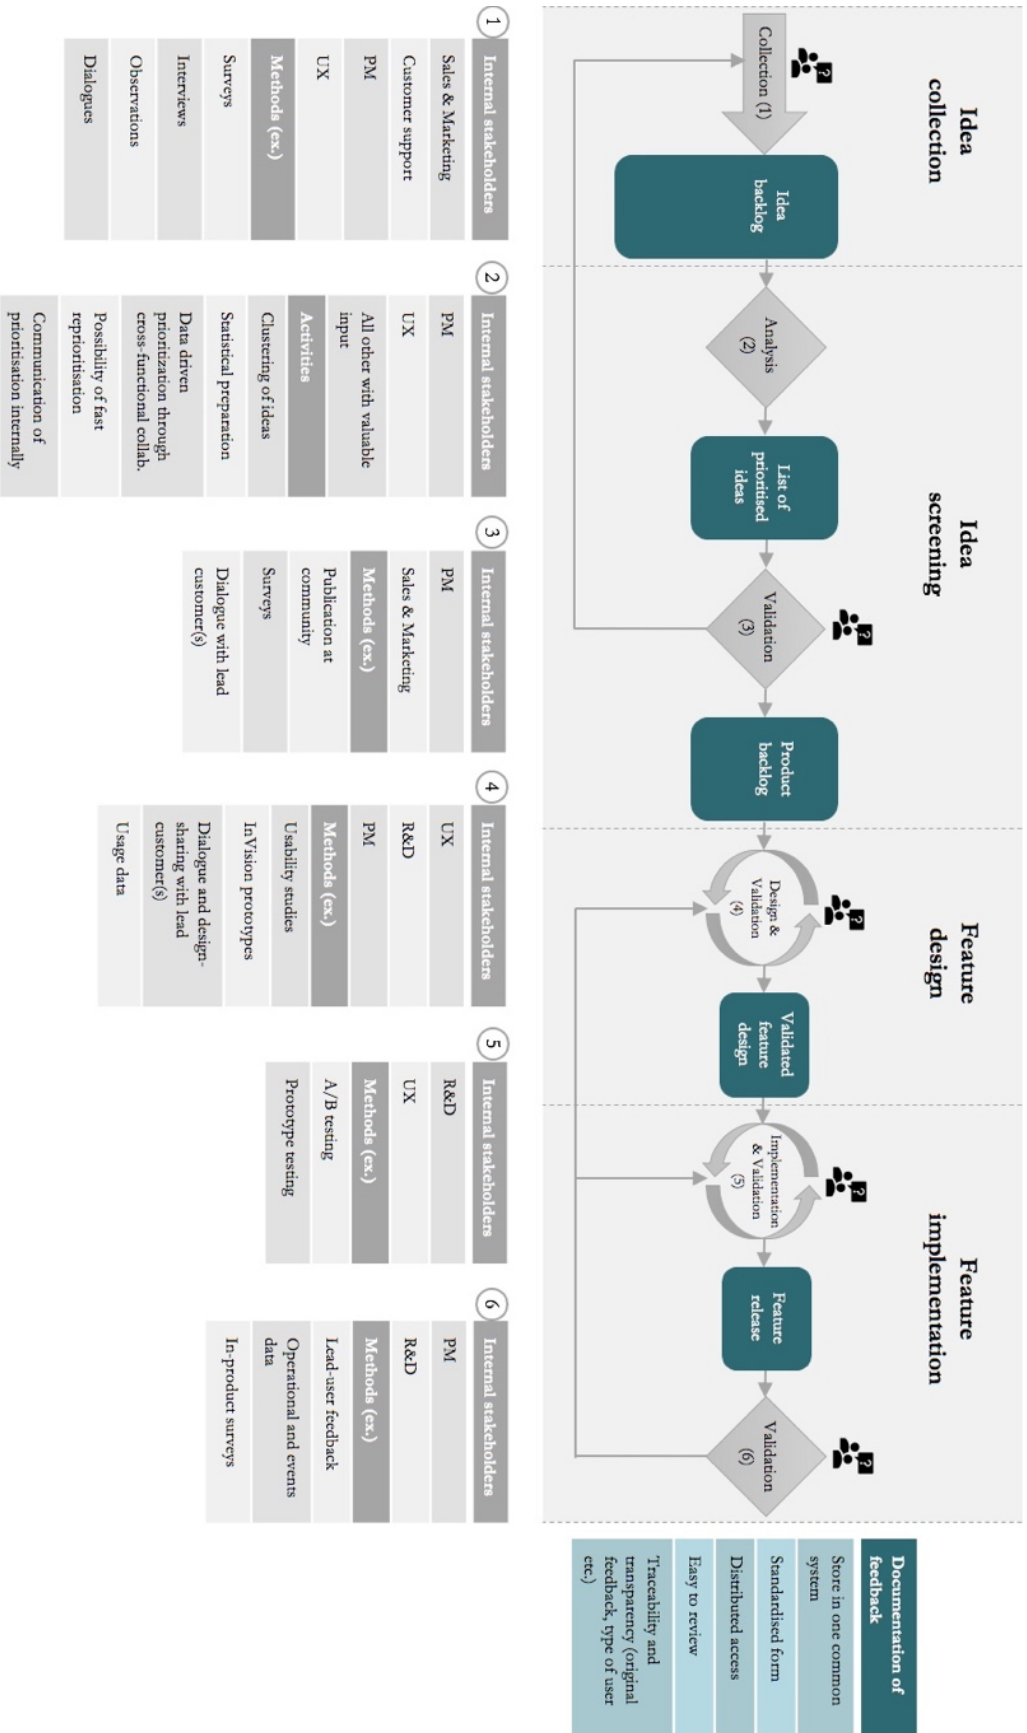 Idea
collection
Idea
screening
Feature
design
Feature
implementation
?
?
?
?
?
Collection (1)
Idea
backlog
Analysis
(2)
List of
prioritised
ideas
Validation
(3)
Product
backlog
Design &
Validation
(4)
Validated
feature
design
Implementation
& Validation
(5)
Feature
release
Validation
(6)
Documentation of
feedback
Store in one common
system
Standardised form
Distributed access
Easy to review
Traceability and
transparency (original
feedback, type of user
etc.)
1
Internal stakeholders
Sales & Marketing
Customer support
PM
UX
Methods (ex.)
Surveys
Interviews
Observations
Dialogues
2
Internal stakeholders
PM
UX
All other with valuable
input
Activities
Clustering of ideas
Statistical preparation
Data driven
prioritization through
cross-functional collab.
Possibility of fast
reprioritisation
Communication of
prioritisation internally
3
Internal stakeholders
PM
Sales & Marketing
Methods (ex.)
Publication at
community
Surveys
Dialogue with lead
customer(s)
4
Internal stakeholders
UX
R&D
PM
Methods (ex.)
Usability studies
InVision prototypes
Dialogue and design-
sharing with lead
customer(s)
Usage data
5
Internal stakeholders
R&D
UX
Methods (ex.)
A/B testing
Prototype testing
6
Internal stakeholders
PM
R&D
Methods (ex.)
Lead-user feedback
Operational and events
data
In-product surveys